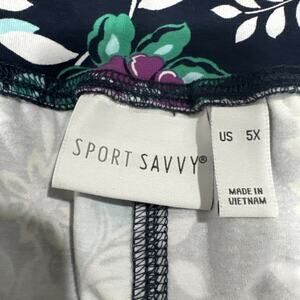 SPORT SAVVY®
US 5X
MADE IN
VIETNAM